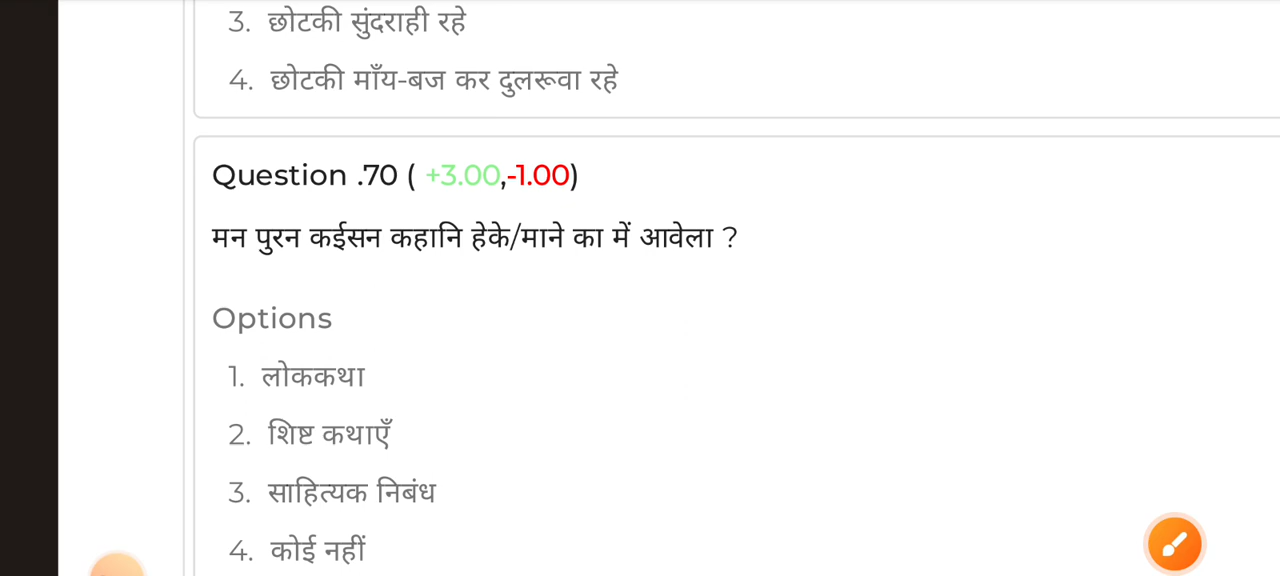 3. छोटकी सुंदराही रहे
4. छोटकी माँय-बज कर दुलरूवा रहे
Question .70 ( +3.00,-1.00)
मन पुरन कईसन कहानि हेके/माने का में आवेला ?
Options
1. लोककथा
2. शिष्ट कथाएँ
3. साहित्यक निबंध
4. कोई नहीं